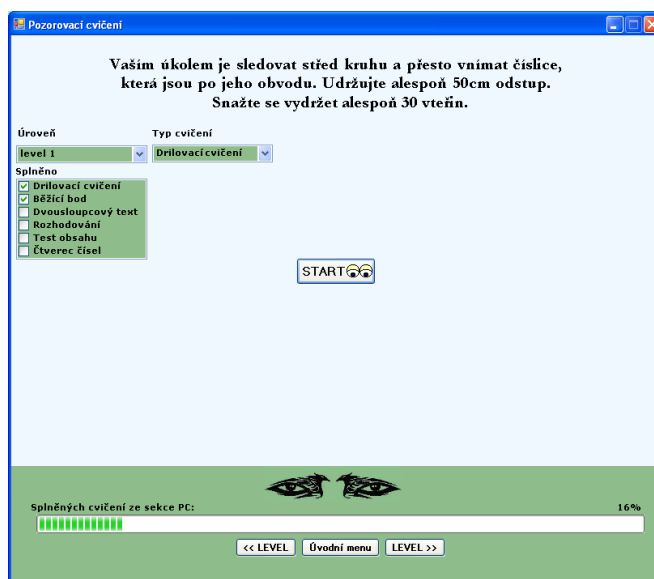 Pozorovací cvičení
Vaším úkolem je sledovat střed kruhu a přesto vnímat číslice,
která jsou po jeho obvodu. Udržujte alespoň 50cm odstup.
Snažte se vydržet alespoň 30 vteřin.
Úroveň
Typ cvičení
level 1
Drilovací cvičení
Splněno
Drilovací cvičení
Běžící bod
Dvousloupcový text
Rozhodování
Test obsahu
Čtverec čísel
START
Splněných cvičení ze sekce PC:
16%
<< LEVEL
Úvodní menu
LEVEL >>